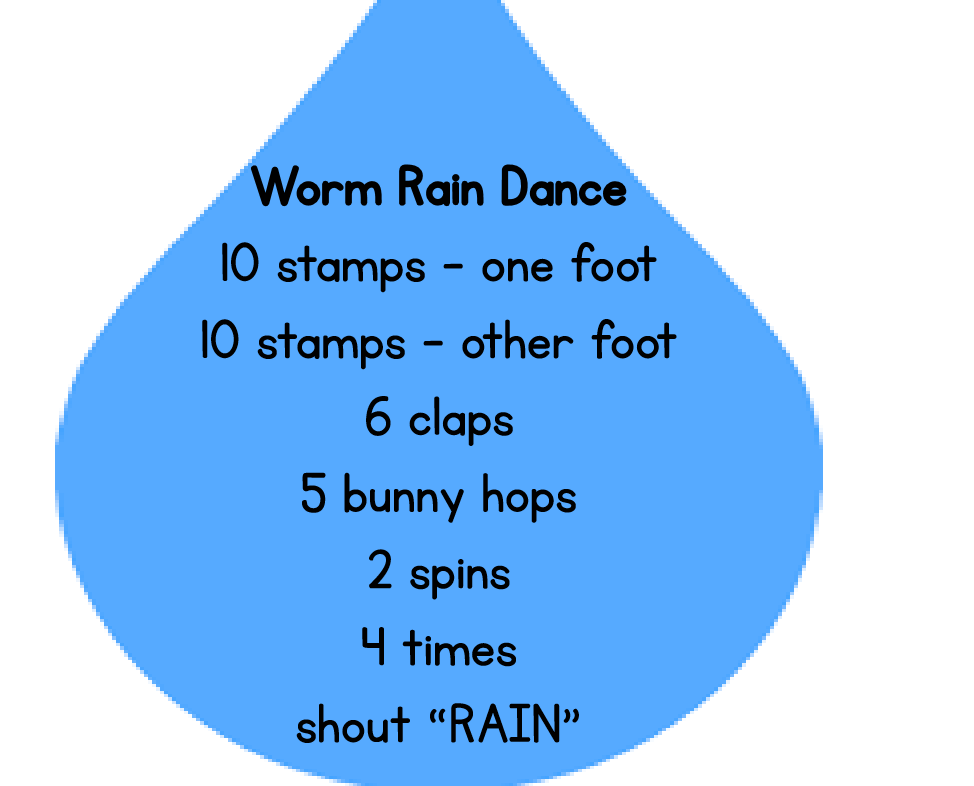 Worm Rain Dance
10 stamps - one foot
10 stamps - other foot
6 claps
5 bunny hops
2 spins
4 times
shout “RAIN”